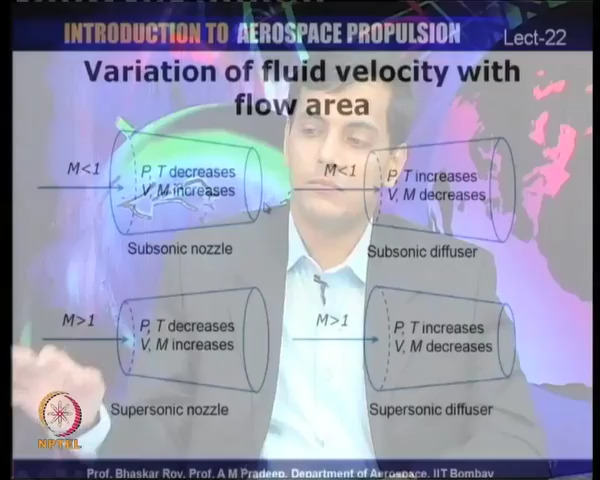 INTRODUCTION TO AEROSPACE PROPULSION
Lect-22
Variation of fluid velocity with
flow area
M<1
P, T decreases
V, M increases
Subsonic nozzle
M<1
P, T increases
V, M decreases
Subsonic diffuser
M>1
P, T decreases
V, M increases
Supersonic nozzle
M>1
P, T increases
V, M decreases
Supersonic diffuser
NPTEL
Prof. Bhaskar Roy, Prof. A M Pradeep, Department of Aerospace, IIT Bombay